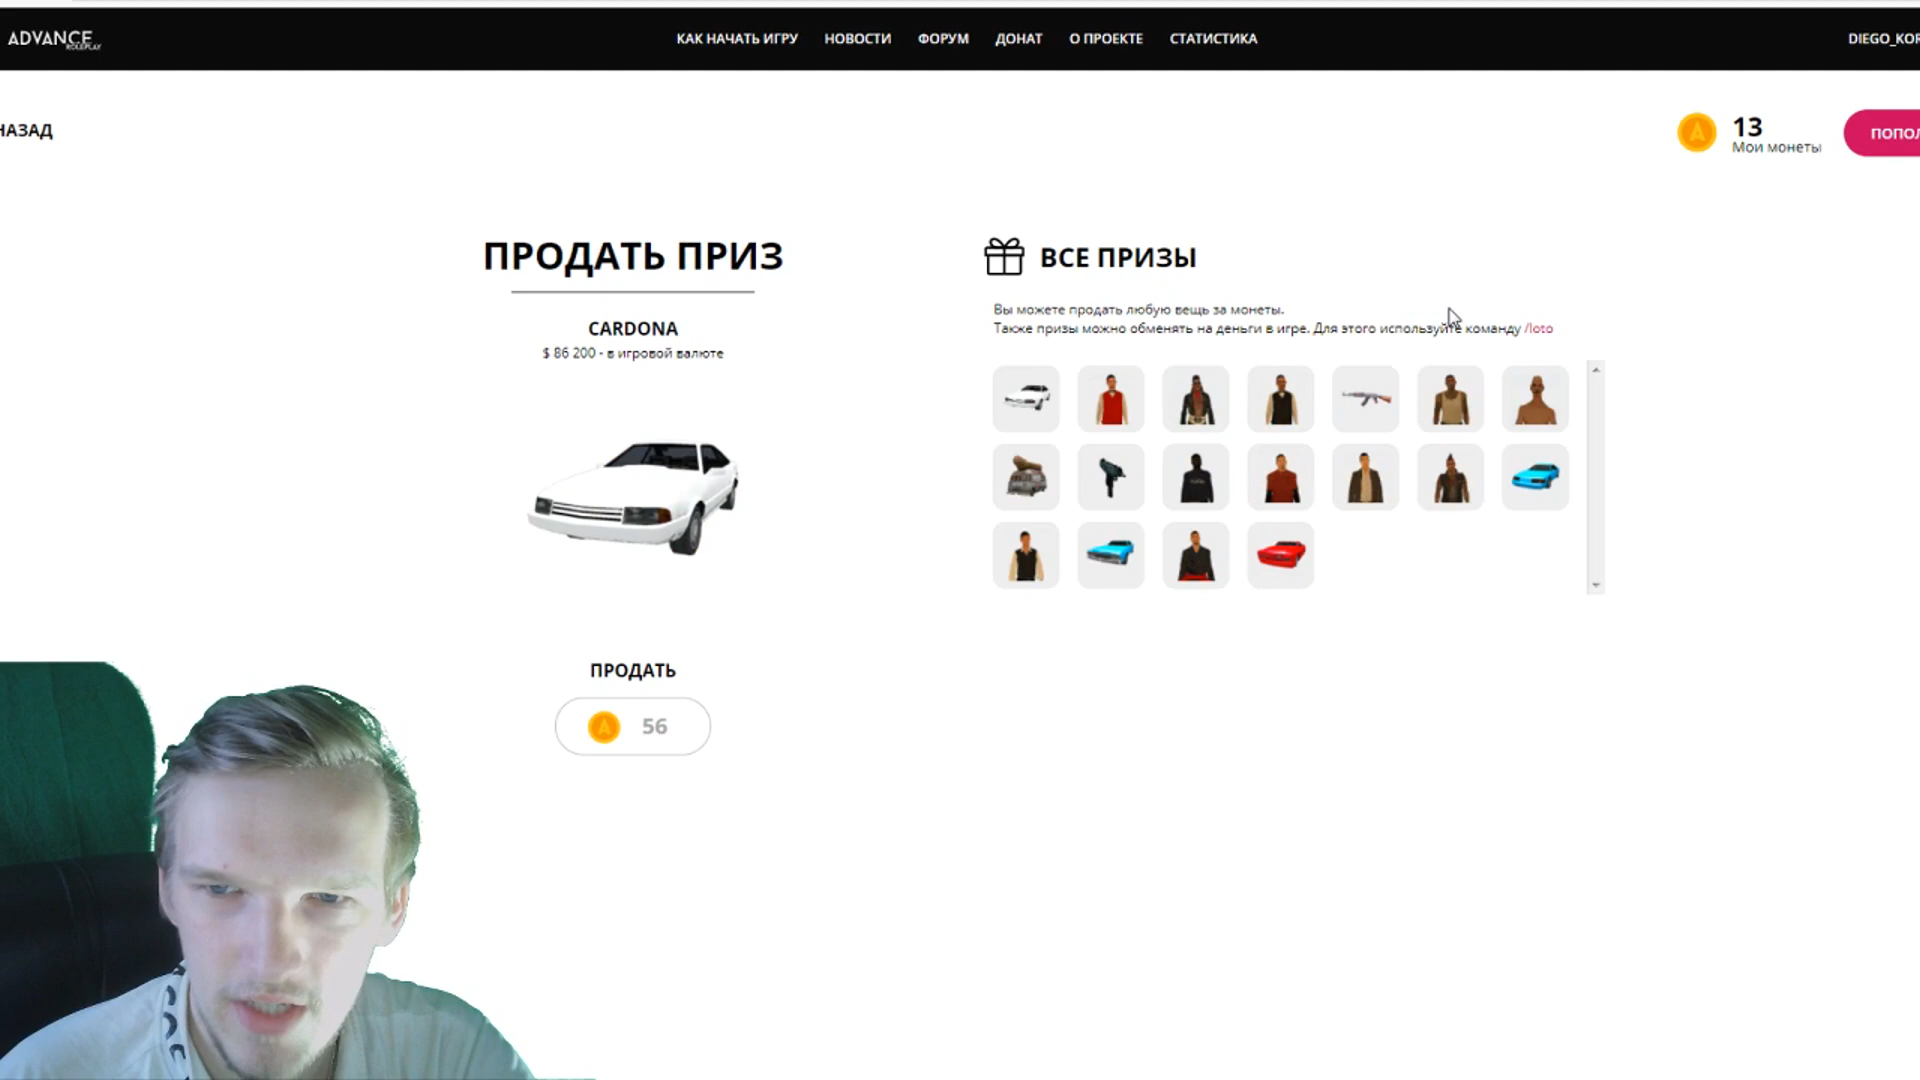 ADVANCE
ROLEPLAY
КАК НАЧАТЬ ИГРУ
НОВОСТИ
ФОРУМ
ДОНАТ
О ПРОЕКТЕ
СТАТИСТИКА
DIEGO_KOR
НАЗАД
13
Мои монеты
ПОПОЛ
ПРОДАТЬ ПРИЗ
CARDONA
$ 86 200 - в игровой валюте
ВСЕ ПРИЗЫ
Вы можете продать любую вещь за монеты.
Также призы можно обменять на деньги в игре. Для этого используйте команду /loto
ПРОДАТЬ
56